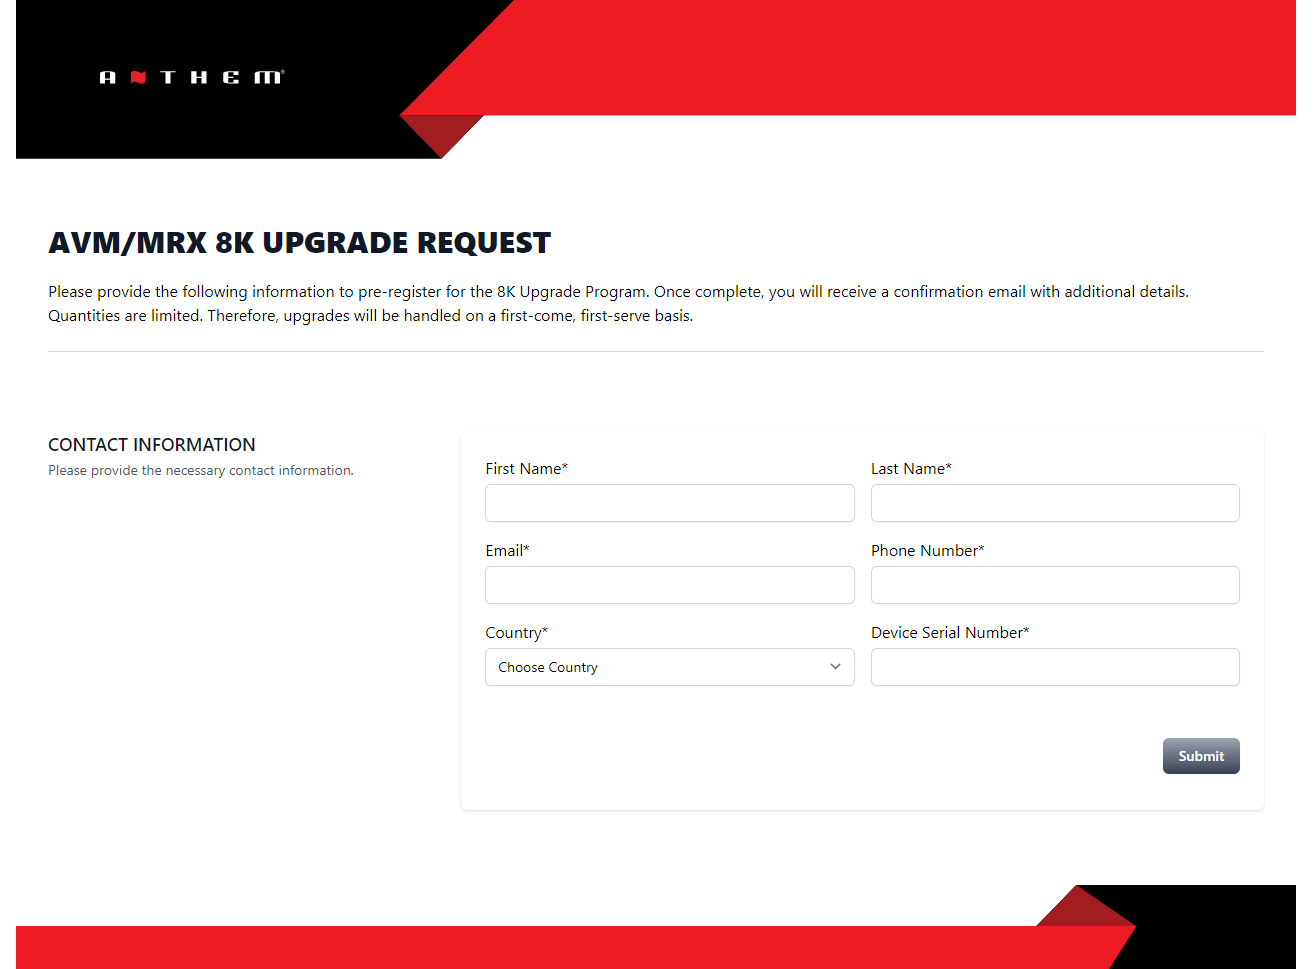 ANTHEM®
AVM/MRX 8K UPGRADE REQUEST
Please provide the following information to pre-register for the 8K Upgrade Program. Once complete, you will receive a confirmation email with additional details.
Quantities are limited. Therefore, upgrades will be handled on a first-come, first-serve basis.
CONTACT INFORMATION
Please provide the necessary contact information.
First Name*
Last Name*
Email*
Phone Number*
Country*
Device Serial Number*
Choose Country
Submit